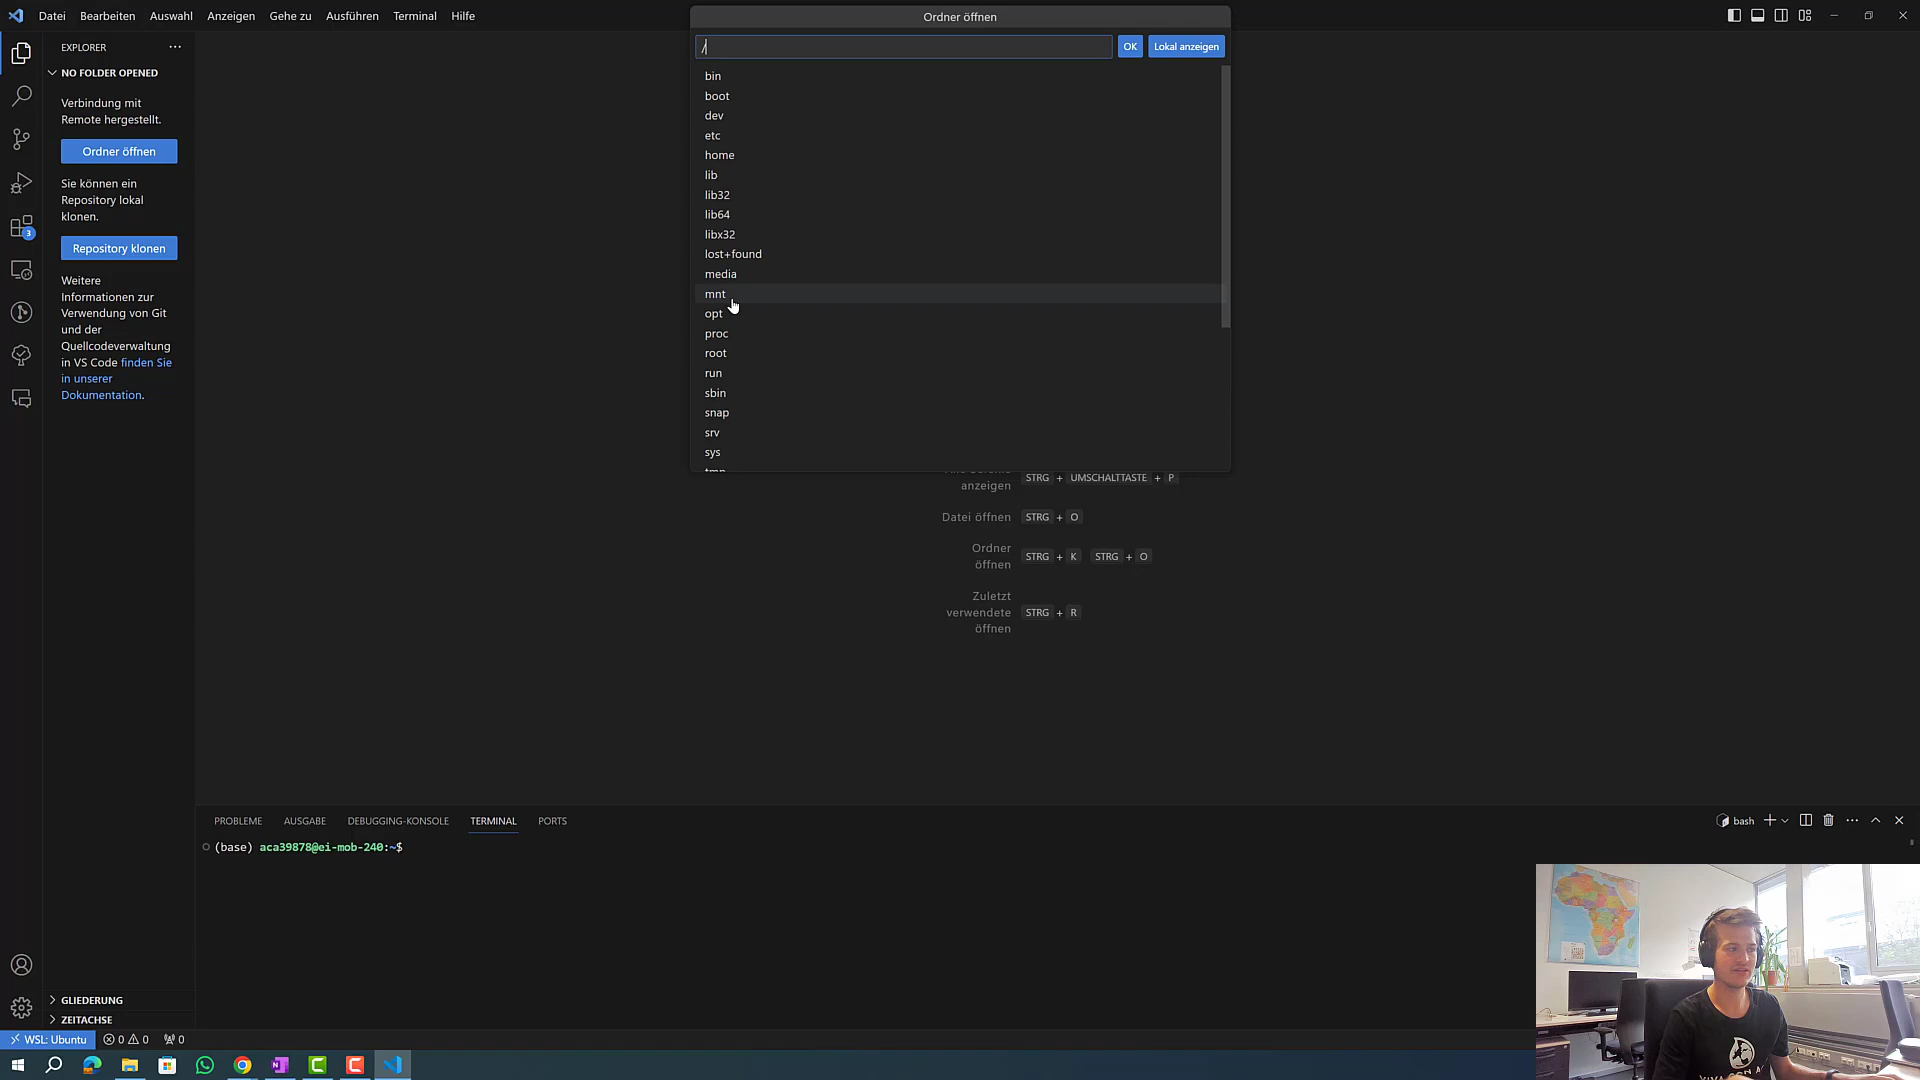 Datei Bearbeiten Auswahl Anzeigen Gehe zu Ausführen Terminal Hilfe
Ordner öffnen
/
OK
Lokal anzeigen
EXPLORER
NO FOLDER OPENED
Verbindung mit
Remote hergestellt.
Ordner öffnen
Sie können ein
Repository lokal
klonen.
Repository klonen
Weitere
Informationen zur
Verwendung von Git
und der
Quellcodeverwaltung
in VS Code finden Sie
in unserer
Dokumentation.
3
bin
boot
dev
etc
home
lib
lib32
lib64
libx32
lost+found
media
mnt
opt
proc
root
run
sbin
snap
srv
sys
tmp
anzeigen STRG + UMSCHALTTASTE + P
Datei öffnen STRG + O
Ordner
öffnen STRG + K STRG + O
Zuletzt
verwendete STRG + R
öffnen
PROBLEME AUSGABE DEBUGGING-KONSOLE TERMINAL PORTS
bash
(base) aca39878@ei-mob-240:~$
GLIEDERUNG
ZEITACHSE
WSL: Ubuntu 0 0 0